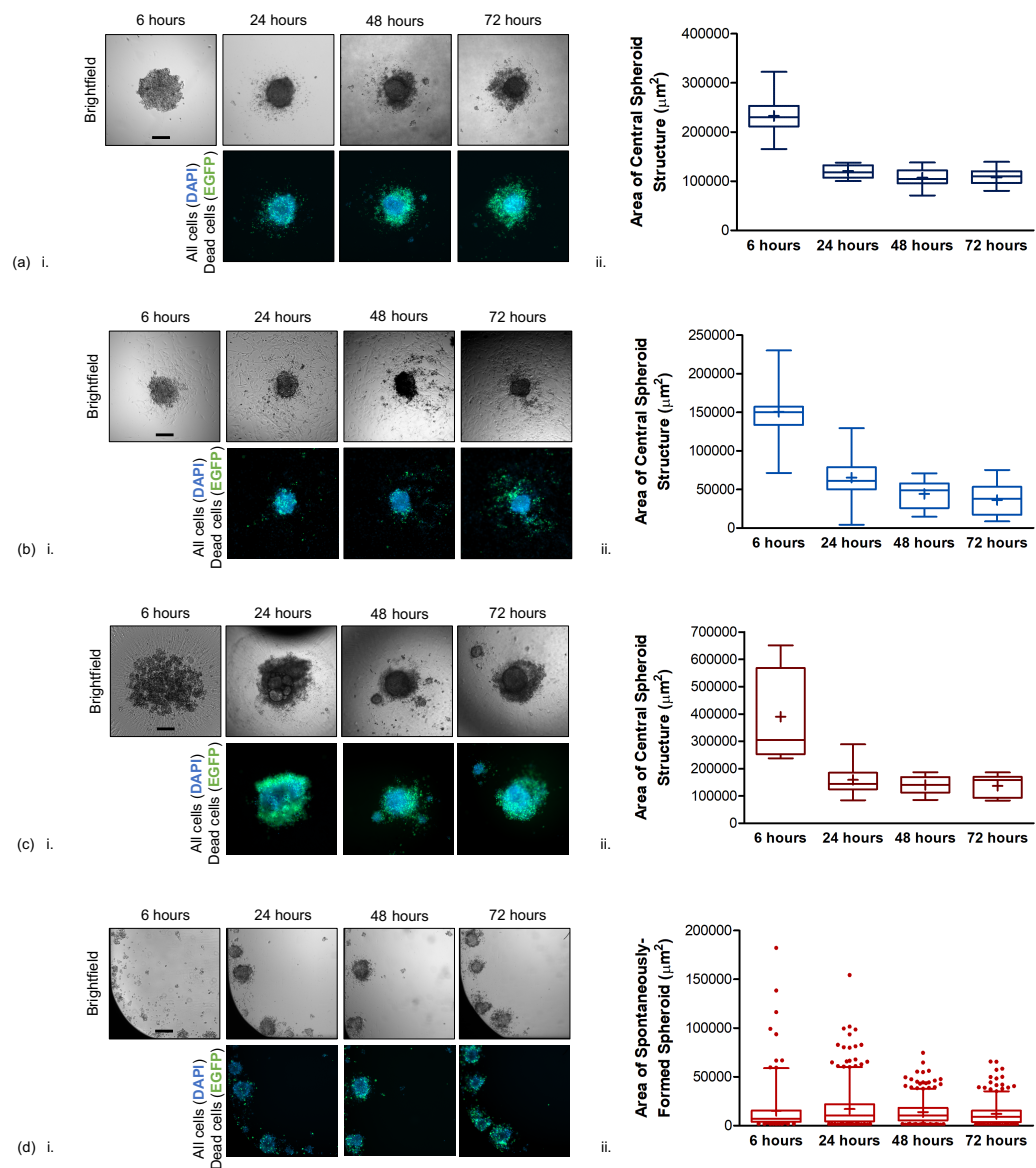 6 hours 24 hours 48 hours 72 hours
Brightfield
All cells (DAPI)
Dead cells (EGFP)
(a) i.
ii.
Area of Central Spheroid
Structure (μm²)
400000
300000
200000
100000
0
6 hours 24 hours 48 hours 72 hours
6 hours 24 hours 48 hours 72 hours
Brightfield
All cells (DAPI)
Dead cells (EGFP)
(b) i.
ii.
Area of Central Spheroid
Structure (μm²)
250000
200000
150000
100000
50000
0
6 hours 24 hours 48 hours 72 hours
6 hours 24 hours 48 hours 72 hours
Brightfield
All cells (DAPI)
Dead cells (EGFP)
(c) i.
ii.
Area of Central Spheroid
Structure (μm²)
700000
600000
500000
400000
300000
200000
100000
0
6 hours 24 hours 48 hours 72 hours
6 hours 24 hours 48 hours 72 hours
Brightfield
All cells (DAPI)
Dead cells (EGFP)
(d) i.
ii.
Area of Spontaneously-
Formed Spheroid (μm²)
200000
150000
100000
50000
0
6 hours 24 hours 48 hours 72 hours